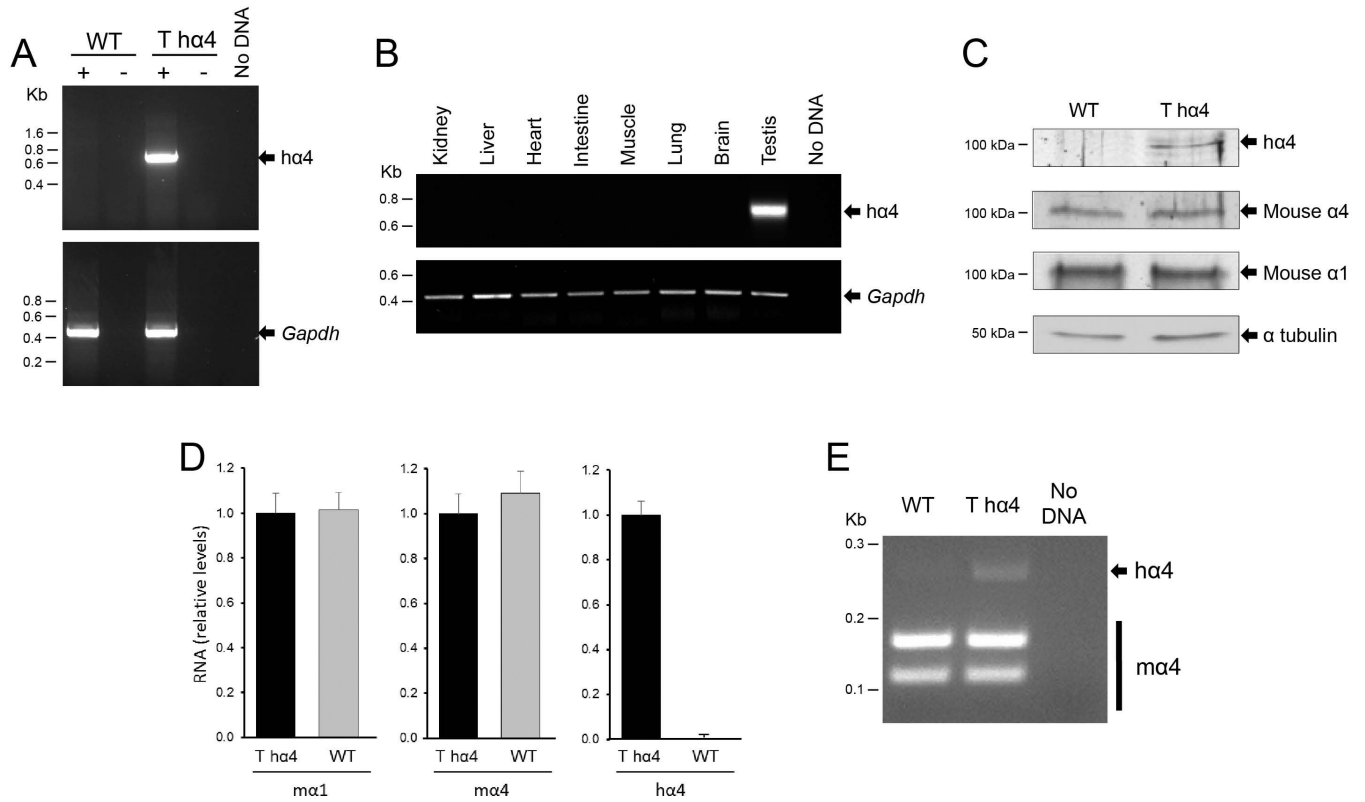 A
WT
T hα4
No DNA
+
-
+
-
Kb
1.6
0.8
0.6
0.4
hα4
0.8
0.6
0.4
0.2
Gapdh
B
Kidney
Liver
Heart
Intestine
Muscle
Lung
Brain
Testis
No DNA
Kb
0.8
0.6
hα4
0.6
0.4
Gapdh
C
WT
T hα4
100 kDa
hα4
100 kDa
Mouse α4
100 kDa
Mouse α1
50 kDa
α tubulin
D
RNA (relative levels)
1.2
1.0
0.8
0.6
0.4
0.2
0.0
T hα4
WT
mα1
1.2
1.0
0.8
0.6
0.4
0.2
0.0
T hα4
WT
mα4
1.2
1.0
0.8
0.6
0.4
0.2
0.0
T hα4
WT
hα4
E
WT
T hα4
No
DNA
Kb
0.3
0.2
0.1
hα4
mα4